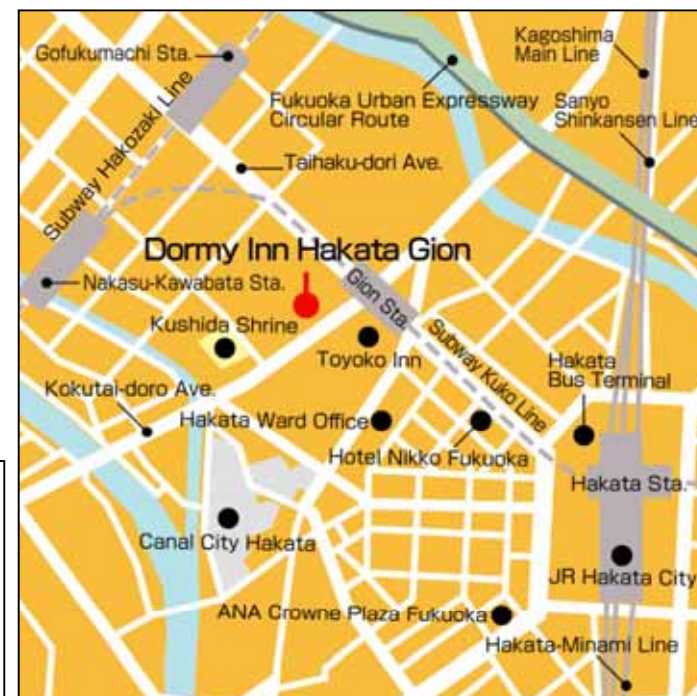 Gofukumachi Sta.
Kagoshima
Main Line
Fukuoka Urban Expressway
Circular Route
Sanyo
Shinkansen Line
Subway Hakozaki Line
Taihaku-dori Ave.
Dormy Inn Hakata Gion
Nakasu-Kawabata Sta.
Gion Sta.
Kushida Shrine
Toyoko Inn
Subway Kuko Line
Hakata
Bus Terminal
Kokutai-doro Ave.
Hakata Ward Office
Hotel Nikko Fukuoka
Hakata Sta.
Canal City Hakata
JR Hakata City
ANA Crowne Plaza Fukuoka
Hakata-Minami Line